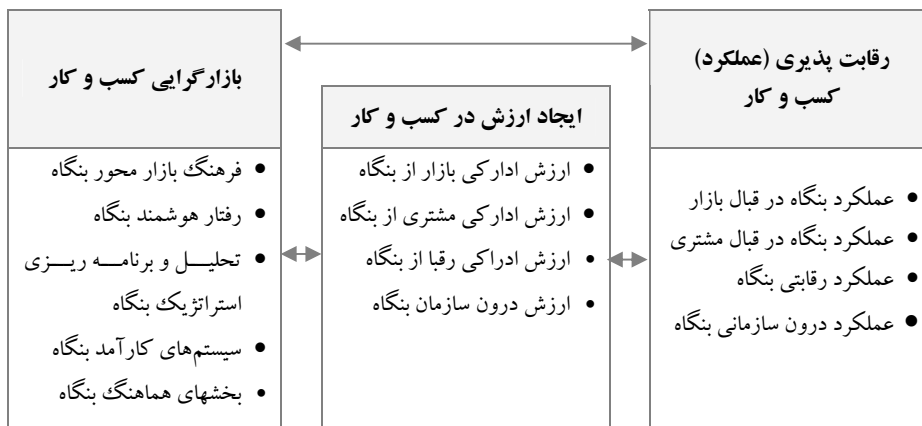 رقابت پذیری (عملکرد)
کسب و کار
• عملکرد بنگاه در قبال بازار
• عملکرد بنگاه در قبال مشتری
• عملکرد رقابتی بنگاه
• عملکرد درون سازمانی بنگاه
ایجاد ارزش در کسب و کار
• ارزش ادارکی بازار از بنگاه
• ارزش ادارکی مشتری از بنگاه
• ارزش ادراکی رقبا از بنگاه
• ارزش درون سازمان بنگاه
بازارگرایی کسب و کار
• فرهنگ بازار محور بنگاه
• رفتار هوشمند بنگاه
• تحلیـــل و برنامـــه ریـــزی
استراتژیک بنگاه
• سیستم‌های کارآمد بنگاه
• بخشهای هماهنگ بنگاه